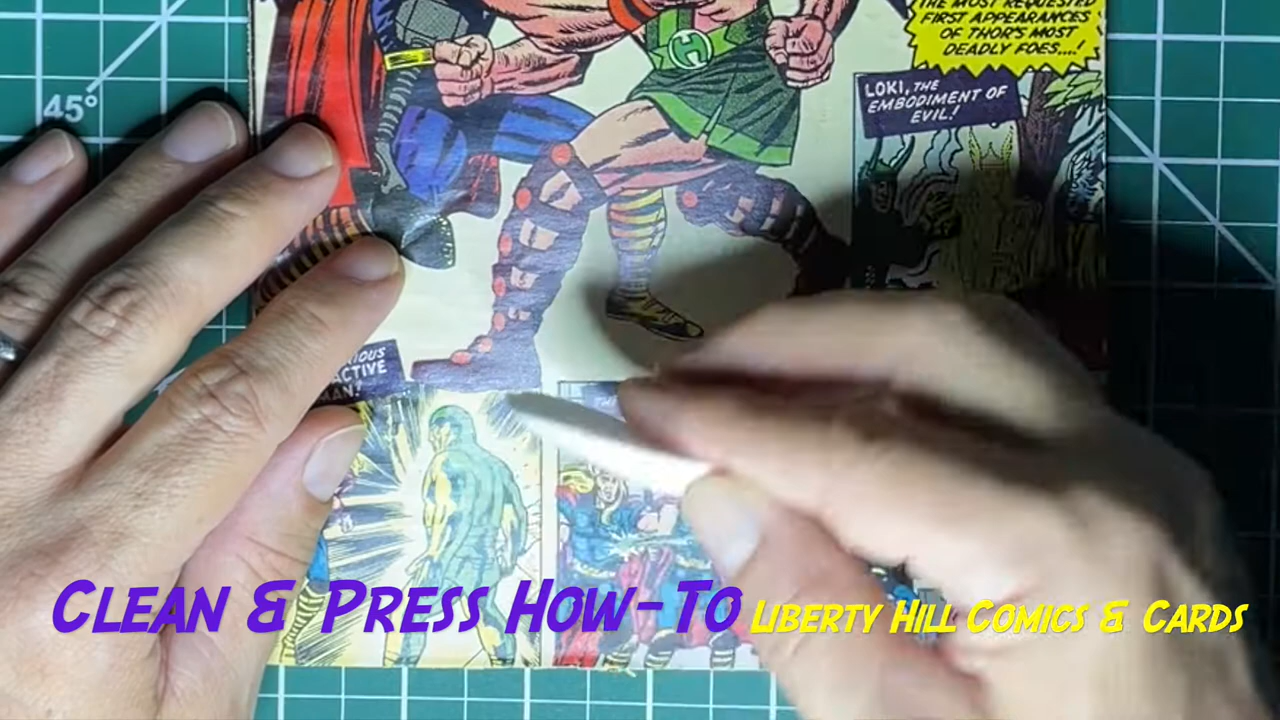 THE MOST REQUESTED
FIRST APPEARANCES
OF THOR'S MOST
DEADLY FOES....!
45°
LOKI, THE
EMBODIMENT OF
EVIL!
ACTIVE
MAN!
CLEAN & PRESS HOW-TO LIBERTY HILL COMICS & CARDS